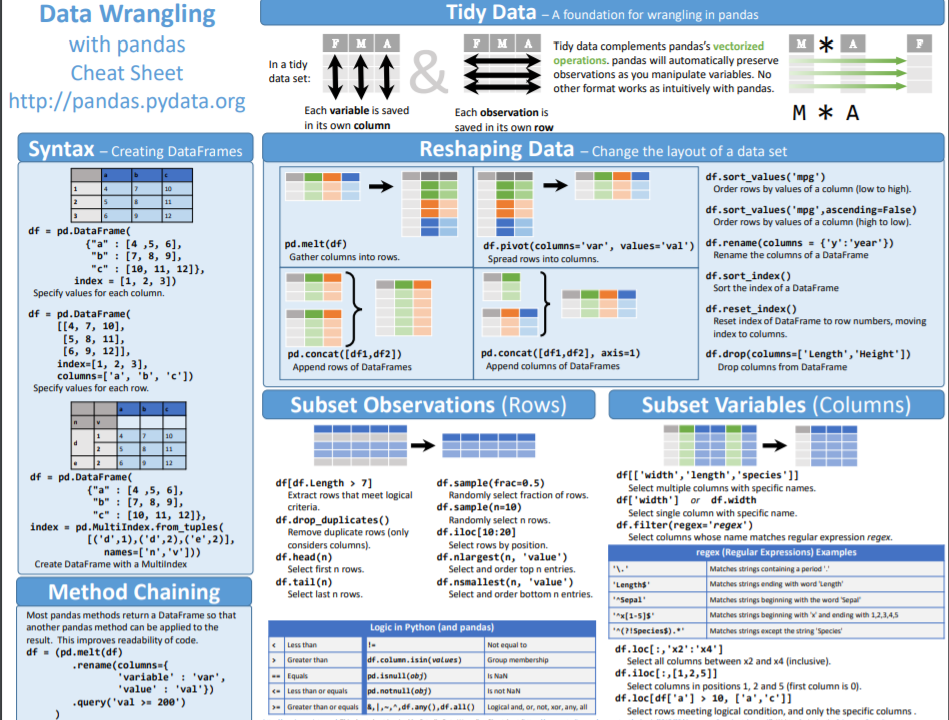 Data Wrangling
with pandas
Cheat Sheet
http://pandas.pydata.org
Tidy Data – A foundation for wrangling in pandas
In a tidy
data set:
F M A
Each variable is saved
in its own column
&
F M A
Each observation is
saved in its own row
Tidy data complements pandas's vectorized
operations. pandas will automatically preserve
observations as you manipulate variables. No
other format works as intuitively with pandas.
M * A F
M * A
Syntax – Creating DataFrames
a b c
1 4 7 10
2 5 8 11
3 6 9 12
df = pd.DataFrame(
{"a" : [4 ,5, 6],
"b" : [7, 8, 9],
"c" : [10, 11, 12]},
index = [1, 2, 3])
Specify values for each column.
df = pd.DataFrame(
[[4, 7, 10],
[5, 8, 11],
[6, 9, 12]],
index=[1, 2, 3],
columns=['a', 'b', 'c'])
Specify values for each row.
a b c
n v
d 1 4 7 10
2 5 8 11
e 2 6 9 12
df = pd.DataFrame(
{"a" : [4 ,5, 6],
"b" : [7, 8, 9],
"c" : [10, 11, 12]},
index = pd.MultiIndex.from_tuples(
[('d',1),('d',2),('e',2)],
names=['n','v']))
Create DataFrame with a MultiIndex
Method Chaining
Most pandas methods return a DataFrame so that
another pandas method can be applied to the
result. This improves readability of code.
df = (pd.melt(df)
.rename(columns={
'variable' : 'var',
'value' : 'val'})
.query('val >= 200')
)
Reshaping Data – Change the layout of a data set
pd.melt(df)
Gather columns into rows.
df.pivot(columns='var', values='val')
Spread rows into columns.
pd.concat([df1,df2])
Append rows of DataFrames
pd.concat([df1,df2], axis=1)
Append columns of DataFrames
df.sort_values('mpg')
Order rows by values of a column (low to high).
df.sort_values('mpg',ascending=False)
Order rows by values of a column (high to low).
df.rename(columns = {'y':'year'})
Rename the columns of a DataFrame
df.sort_index()
Sort the index of a DataFrame
df.reset_index()
Reset index of DataFrame to row numbers, moving
index to columns.
df.drop(columns=['Length','Height'])
Drop columns from DataFrame
Subset Observations (Rows)
df[df.Length > 7]
Extract rows that meet logical
criteria.
df.drop_duplicates()
Remove duplicate rows (only
considers columns).
df.head(n)
Select first n rows.
df.tail(n)
Select last n rows.
df.sample(frac=0.5)
Randomly select fraction of rows.
df.sample(n=10)
Randomly select n rows.
df.iloc[10:20]
Select rows by position.
df.nlargest(n, 'value')
Select and order top n entries.
df.nsmallest(n, 'value')
Select and order bottom n entries.
Logic in Python (and pandas)
< Less than != Not equal to
> Greater than df.column.isin(values) Group membership
== Equals pd.isnull(obj) Is NaN
<= Less than or equals pd.notnull(obj) Is not NaN
>= Greater than or equals &,|,~,^,df.any(),df.all() Logical and, or, not, xor, any, all
Subset Variables (Columns)
df[['width','length','species']]
Select multiple columns with specific names.
df['width'] or df.width
Select single column with specific name.
df.filter(regex='regex')
Select columns whose name matches regular expression regex.
regex (Regular Expressions) Examples
'\.' Matches strings containing a period '.'
'Length$' Matches strings ending with word 'Length'
'^Sepal' Matches strings beginning with the word 'Sepal'
'^x[1-5]$' Matches strings beginning with 'x' and ending with 1,2,3,4,5
'^(?!Species$).*' Matches strings except the string 'Species'
df.loc[:,'x2':'x4']
Select all columns between x2 and x4 (inclusive).
df.iloc[:,[1,2,5]]
Select columns in positions 1, 2 and 5 (first column is 0).
df.loc[df['a'] > 10, ['a','c']]
Select rows meeting logical condition, and only the specific columns .